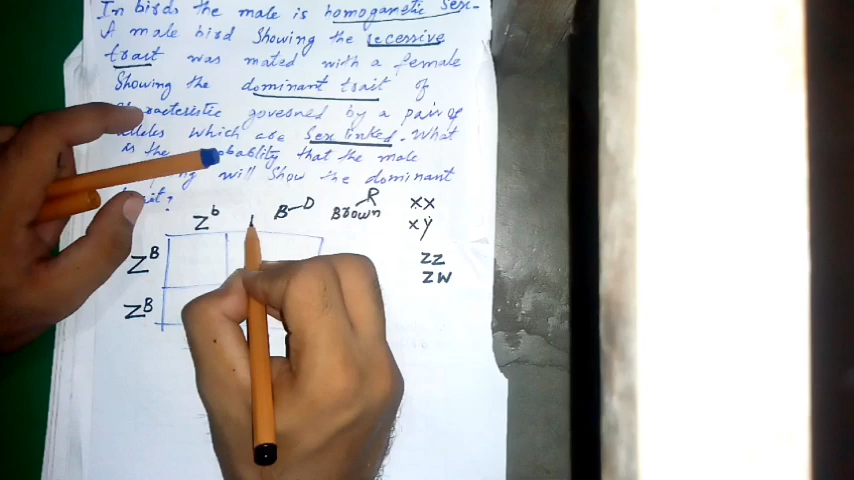 In birds the male is homogametic sex.
A male bird Showing the recessive
trait was mated with a female
Showing the dominant trait of
governed by a pair of
alleles which are Sex linked. What
is the probability that the male
will Show the dominant
B-D R
Brown
XX
XY
ZZ
ZW
Z^b
Z^B
Z^B